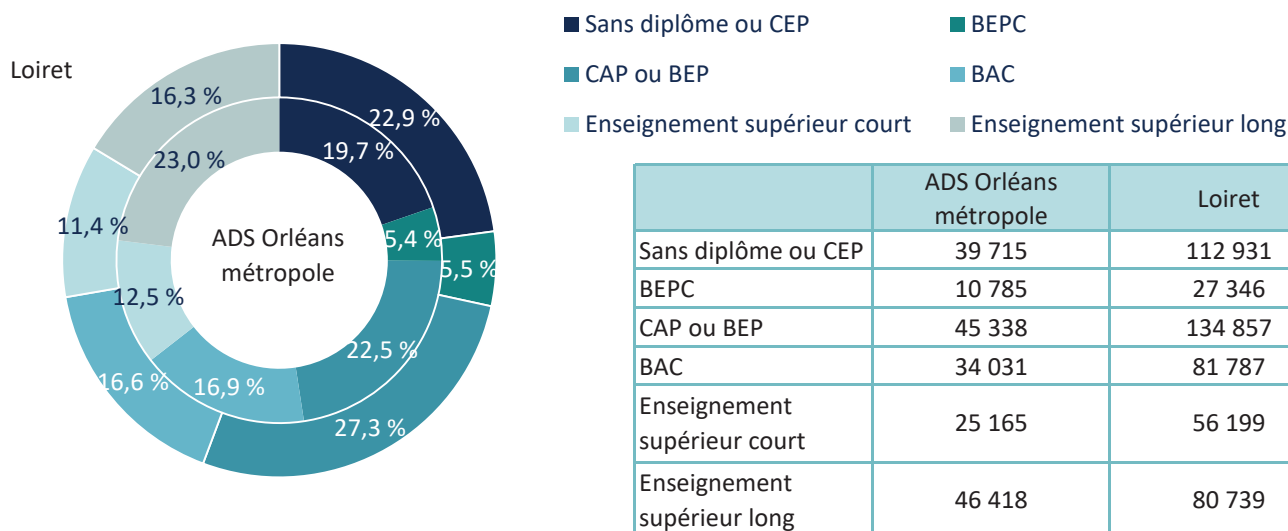 Loiret
16,3 %
22,9 %
23,0 %
19,7 %
11,4 %
ADS Orléans
métropole
5,4 %
5,5 %
12,5 %
22,5 %
16,6 %
16,9 %
27,3 %
Sans diplôme ou CEP
BEPC
CAP ou BEP
BAC
Enseignement supérieur court
Enseignement supérieur long
ADS Orléans
métropole
Loiret
Sans diplôme ou CEP 39 715 112 931
BEPC 10 785 27 346
CAP ou BEP 45 338 134 857
BAC 34 031 81 787
Enseignement
supérieur court
25 165 56 199
Enseignement
supérieur long
46 418 80 739